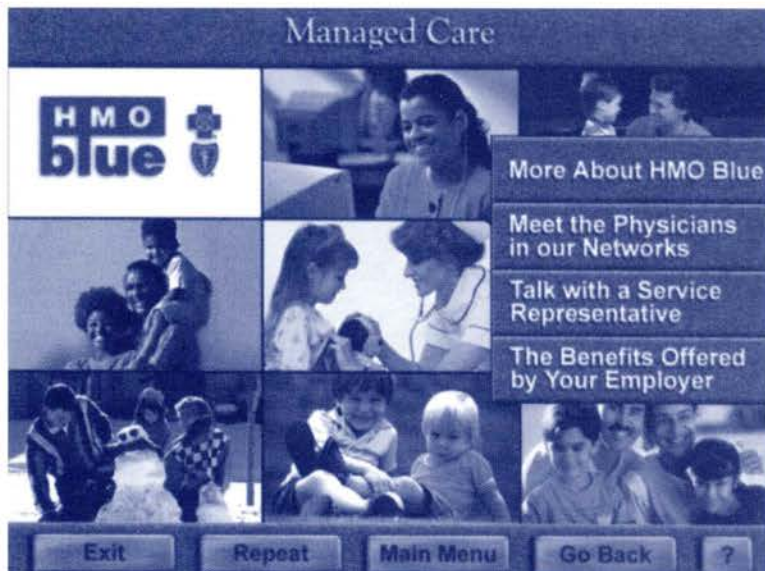 Managed Care
HMO
blue
More About HMO Blue
Meet the Physicians
in our Networks
Talk with a Service
Representative
The Benefits Offered
by Your Employer
Exit
Repeat
Main Menu
Go Back
?